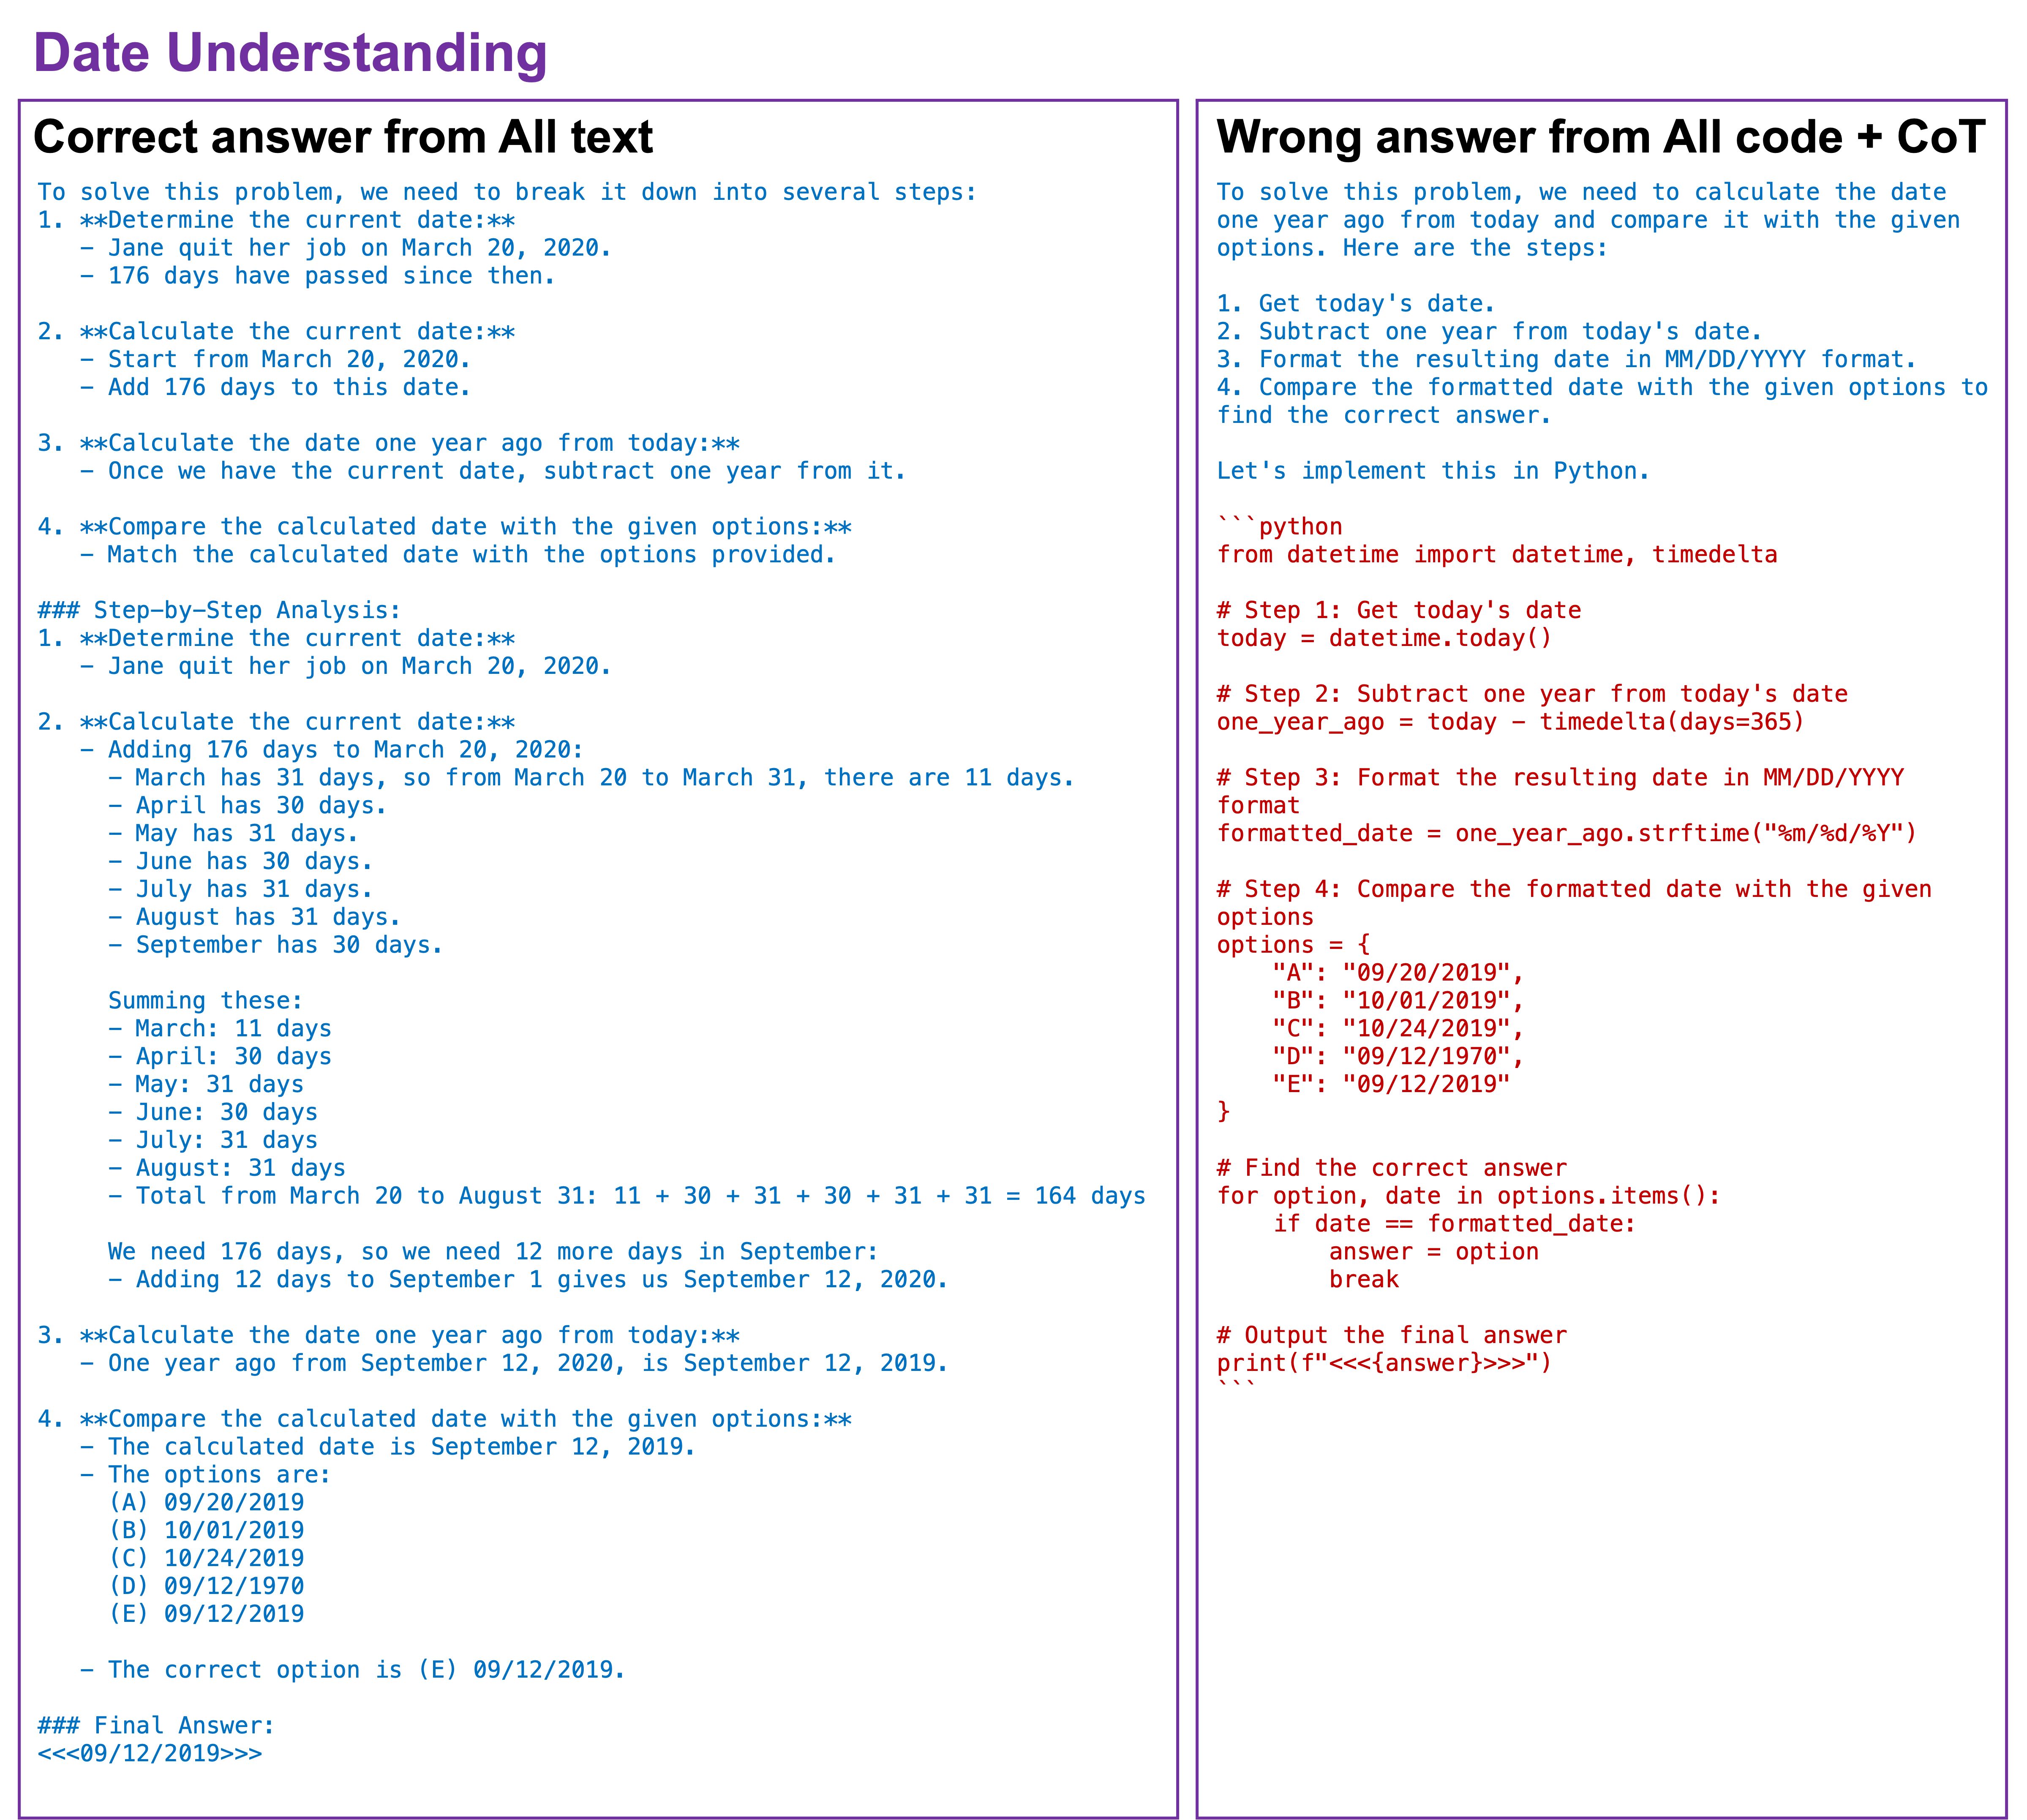 Date Understanding
Correct answer from All text
To solve this problem, we need to break it down into several steps:
1. **Determine the current date:**
   - Jane quit her job on March 20, 2020.
   - 176 days have passed since then.

2. **Calculate the current date:**
   - Start from March 20, 2020.
   - Add 176 days to this date.

3. **Calculate the date one year ago from today:**
   - Once we have the current date, subtract one year from it.

4. **Compare the calculated date with the given options:**
   - Match the calculated date with the options provided.

### Step-by-Step Analysis:
1. **Determine the current date:**
   - Jane quit her job on March 20, 2020.

2. **Calculate the current date:**
   - Adding 176 days to March 20, 2020:
     - March has 31 days, so from March 20 to March 31, there are 11 days.
     - April has 30 days.
     - May has 31 days.
     - June has 30 days.
     - July has 31 days.
     - August has 31 days.
     - September has 30 days.

     Summing these:
     - March: 11 days
     - April: 30 days
     - May: 31 days
     - June: 30 days
     - July: 31 days
     - August: 31 days
     - Total from March 20 to August 31: 11 + 30 + 31 + 30 + 31 + 31 = 164 days

     We need 176 days, so we need 12 more days in September:
     - Adding 12 days to September 1 gives us September 12, 2020.

3. **Calculate the date one year ago from today:**
   - One year ago from September 12, 2020, is September 12, 2019.

4. **Compare the calculated date with the given options:**
   - The calculated date is September 12, 2019.
   - The options are:
     (A) 09/20/2019
     (B) 10/01/2019
     (C) 10/24/2019
     (D) 09/12/1970
     (E) 09/12/2019

   - The correct option is (E) 09/12/2019.

### Final Answer:
<<<09/12/2019>>>
Wrong answer from All code + CoT
To solve this problem, we need to calculate the date
one year ago from today and compare it with the given
options. Here are the steps:

1. Get today's date.
2. Subtract one year from today's date.
3. Format the resulting date in MM/DD/YYYY format.
4. Compare the formatted date with the given options to
find the correct answer.

Let's implement this in Python.

```python
from datetime import datetime, timedelta

# Step 1: Get today's date
today = datetime.today()

# Step 2: Subtract one year from today's date
one_year_ago = today - timedelta(days=365)

# Step 3: Format the resulting date in MM/DD/YYYY
format
formatted_date = one_year_ago.strftime("%m/%d/%Y")

# Step 4: Compare the formatted date with the given
options
options = {
    "A": "09/20/2019",
    "B": "10/01/2019",
    "C": "10/24/2019",
    "D": "09/12/1970",
    "E": "09/12/2019"
}

# Find the correct answer
for option, date in options.items():
    if date == formatted_date:
        answer = option
        break

# Output the final answer
print(f"<<<{answer}>>>")
```